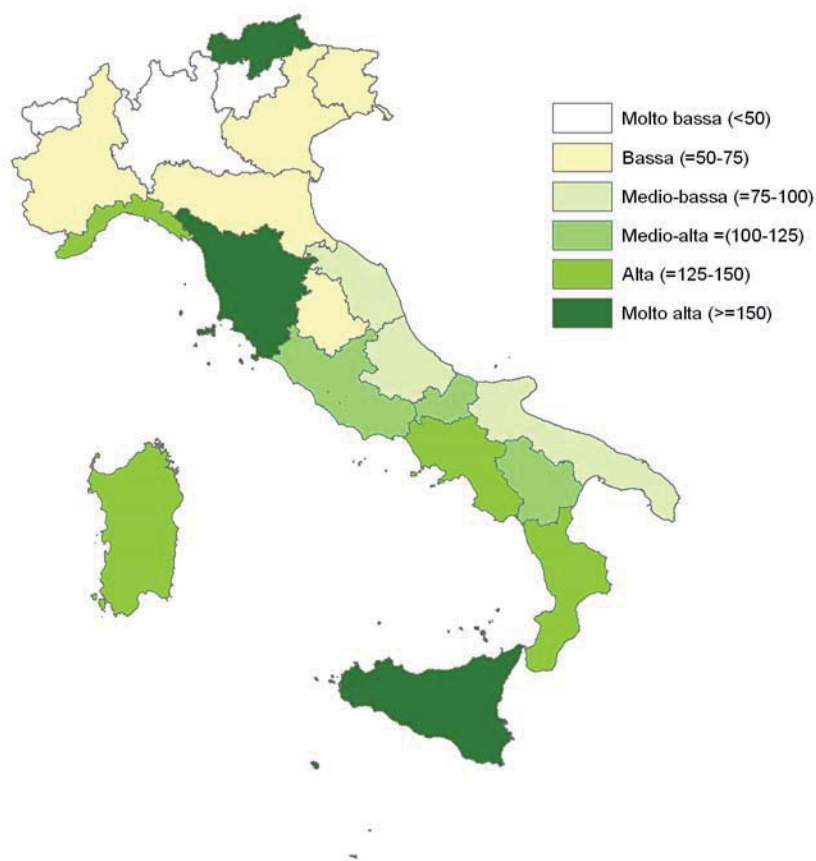 Molto bassa (<50)
Bassa (=50-75)
Medio-bassa (=75-100)
Medio-alta =(100-125)
Alta (=125-150)
Molto alta (>=150)